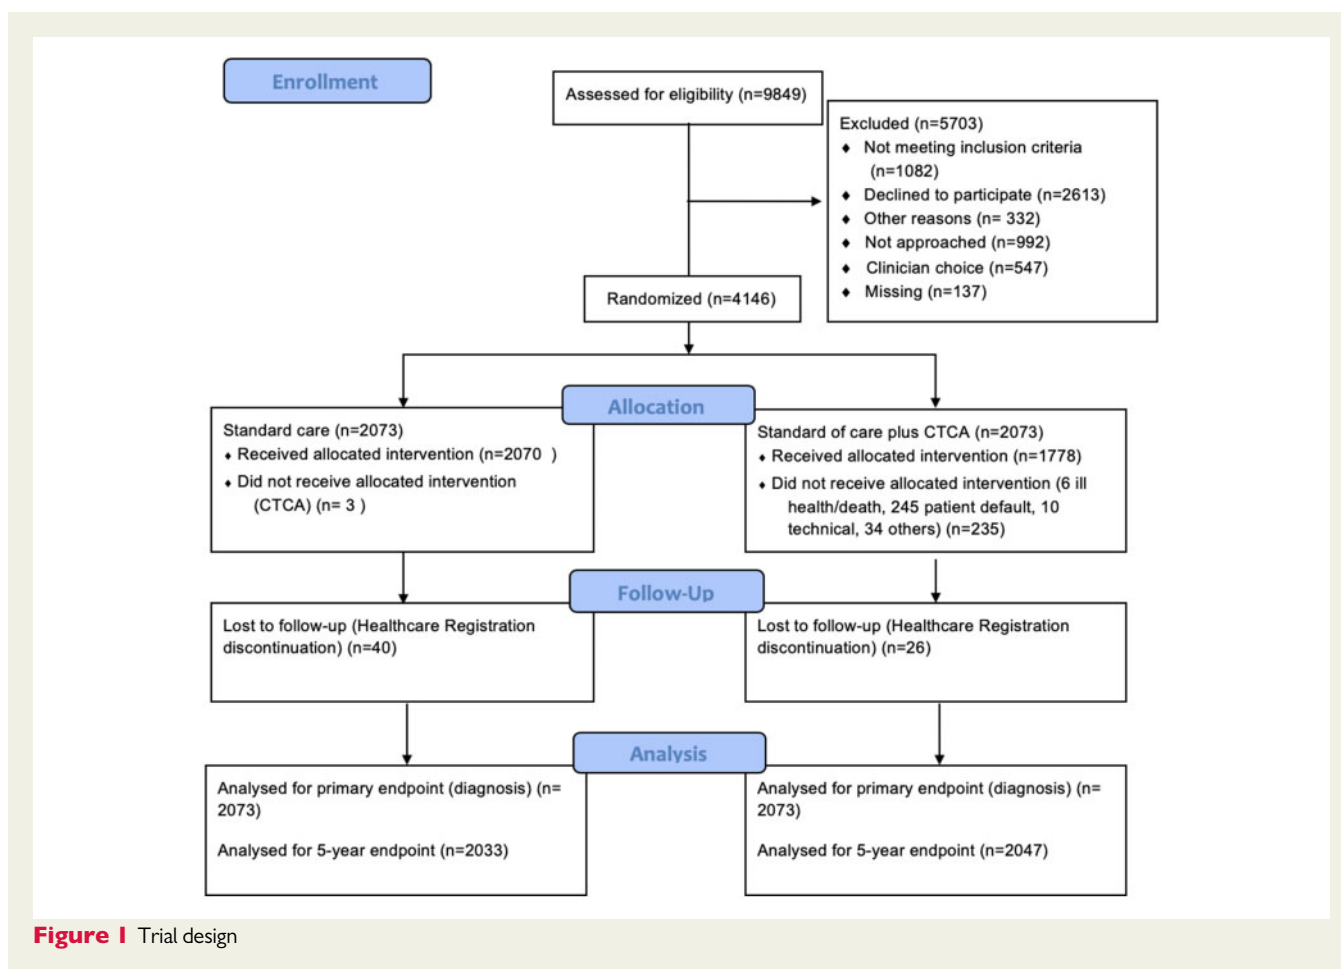 Enrollment
Assessed for eligibility (n=9849)
Excluded (n=5703)
♦ Not meeting inclusion criteria
(n=1082)
♦ Declined to participate (n=2613)
♦ Other reasons (n= 332)
♦ Not approached (n=992)
♦ Clinician choice (n=547)
♦ Missing (n=137)
Randomized (n=4146)
Allocation
Standard care (n=2073)
♦ Received allocated intervention (n=2070 )
♦ Did not receive allocated intervention
(CTCA) (n= 3 )
Standard of care plus CTCA (n=2073)
♦ Received allocated intervention (n=1778)
♦ Did not receive allocated intervention (6 ill
health/death, 245 patient default, 10
technical, 34 others) (n=235)
Follow-Up
Lost to follow-up (Healthcare Registration
discontinuation) (n=40)
Lost to follow-up (Healthcare Registration
discontinuation) (n=26)
Analysis
Analysed for primary endpoint (diagnosis) (n=
2073)
Analysed for 5-year endpoint (n=2033)
Analysed for primary endpoint (diagnosis) (n=
2073)
Analysed for 5-year endpoint (n=2047)
Figure 1 Trial design